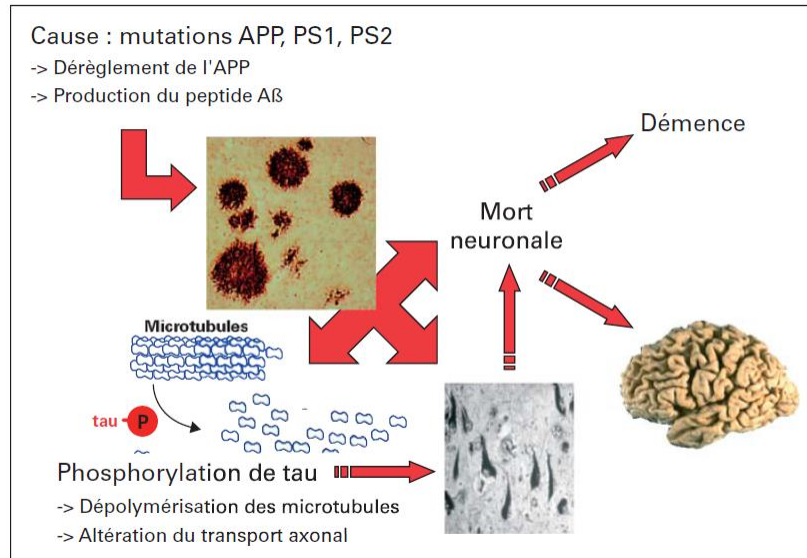 Cause : mutations APP, PS1, PS2
-> Dérèglement de l'APP
-> Production du peptide Aß
Démence
Mort
neuronale
Microtubules
tau
P
Phosphorylation de tau
-> Dépolymérisation des microtubules
-> Altération du transport axonal